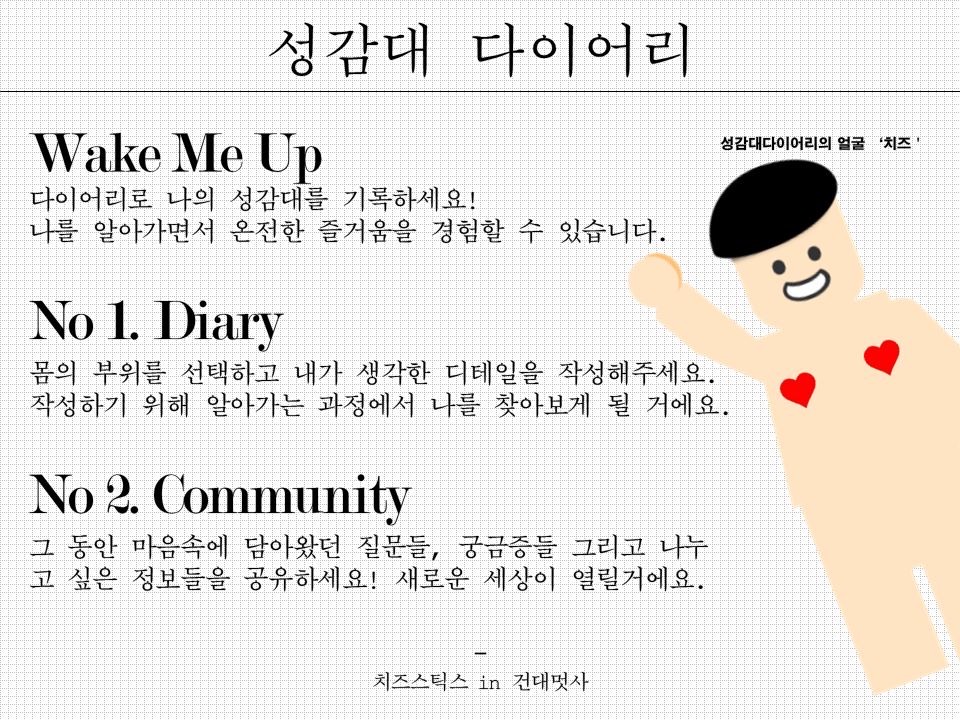 성감대 다이어리
Wake Me Up
성감대다이어리의 얼굴 ‘치즈 '
다이어리로 나의 성감대를 기록하세요!
나를 알아가면서 온전한 즐거움을 경험할 수 있습니다.
No 1. Diary
몸의 부위를 선택하고 내가 생각한 디테일을 작성해주세요.
작성하기 위해 알아가는 과정에서 나를 찾아보게 될 거에요.
No 2. Community
그 동안 마음속에 담아왔던 질문들, 궁금증들 그리고 나누
고 싶은 정보들을 공유하세요! 새로운 세상이 열릴거에요.
–
치즈스틱스 in 건대멋사